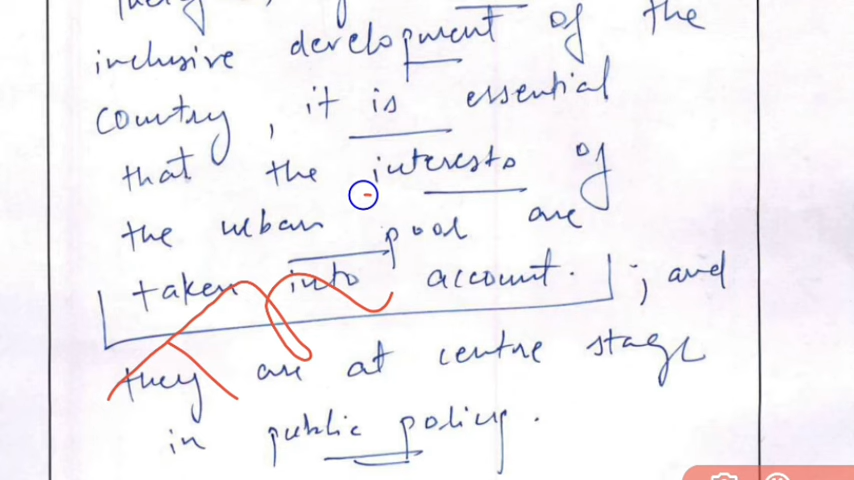 development of the
inclusive
country, it is essential
that the interests of
the urban poor are
taken into account. ; and
they are at centre stage
in public policy.